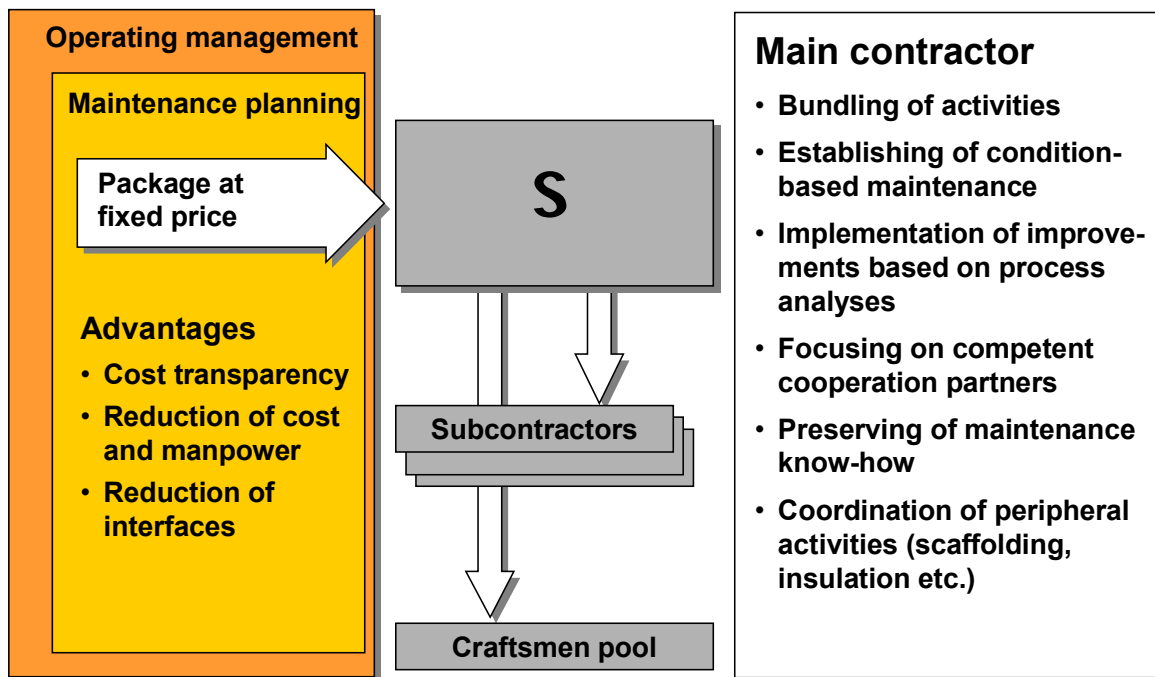 Operating management
Maintenance planning
Package at
fixed price
Advantages
• Cost transparency
• Reduction of cost
and manpower
• Reduction of
interfaces
S
Subcontractors
Craftsmen pool
Main contractor
• Bundling of activities
• Establishing of condition-
based maintenance
• Implementation of improve-
ments based on process
analyses
• Focusing on competent
cooperation partners
• Preserving of maintenance
know-how
• Coordination of peripheral
activities (scaffolding,
insulation etc.)